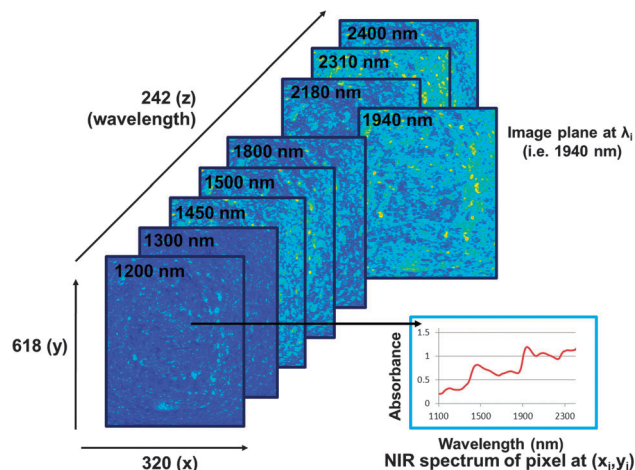 2400 nm
2310 nm
2180 nm
1940 nm
1800 nm
1500 nm
1450 nm
1300 nm
1200 nm
242 (z)
(wavelength)
Image plane at λi
(i.e. 1940 nm)
618 (y)
320 (x)
Absorbance
1.5
1
0.5
0
1100
1500
1900
2300
Wavelength (nm)
NIR spectrum of pixel at (xi,yi)